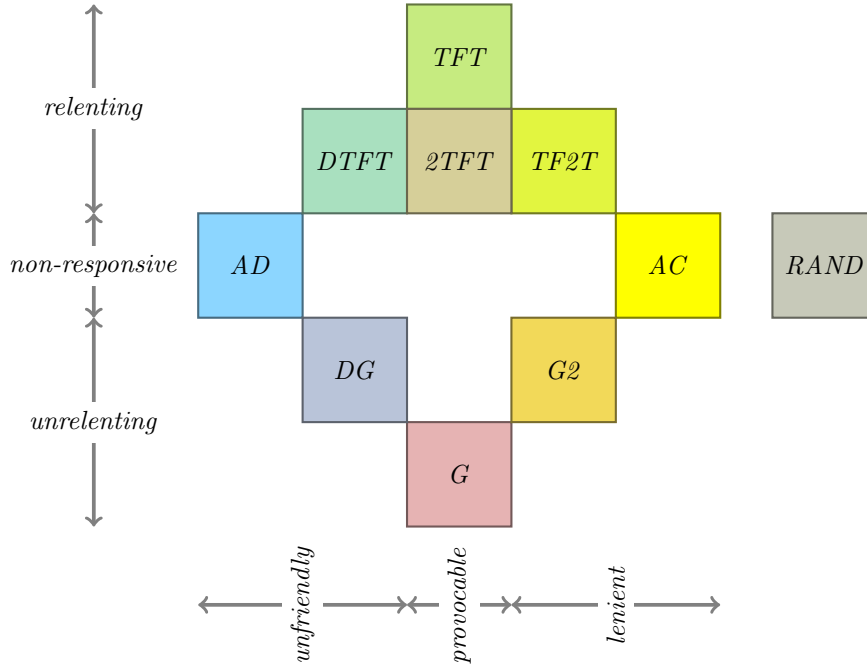 TFT
relenting
DTFT 2TFT TF2T
non-responsive AD AC RAND
DG G2
unrelenting
G
unfriendly provocable lenient